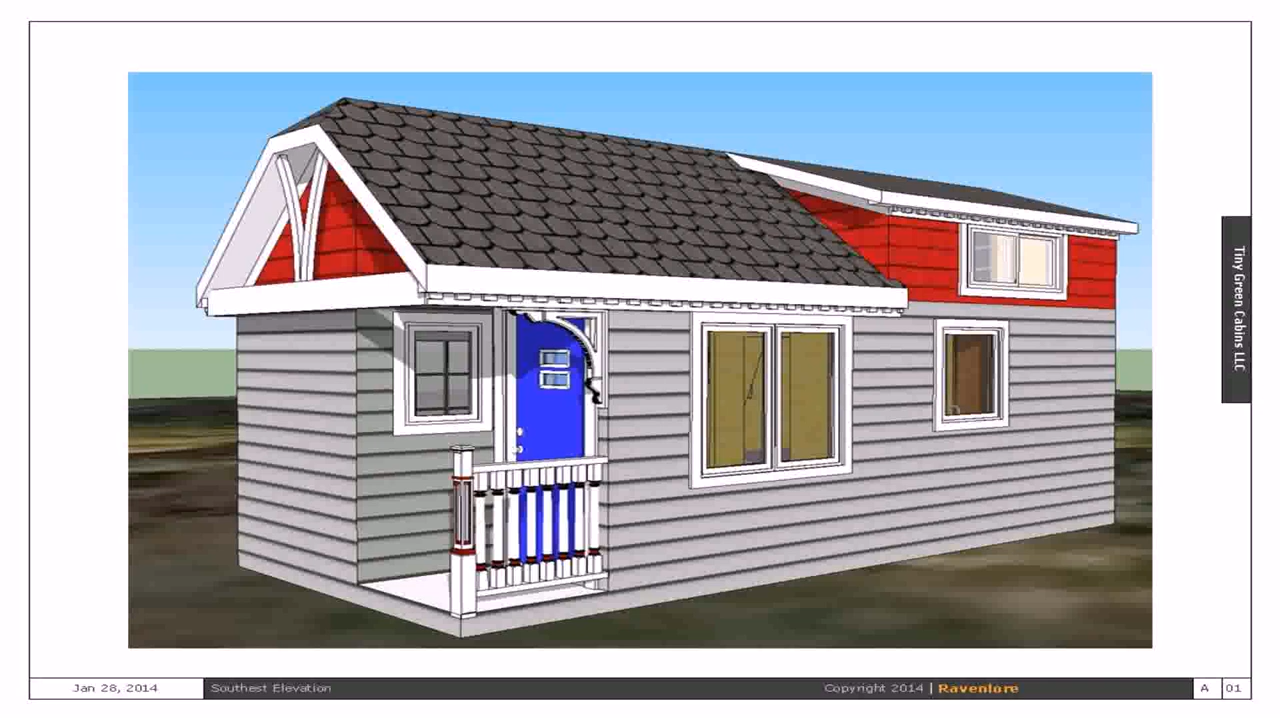 Tiny Green Cabins LLC
Jan 28, 2014
Southest Elevation
Copyright 2014 | Ravenlore
A 01